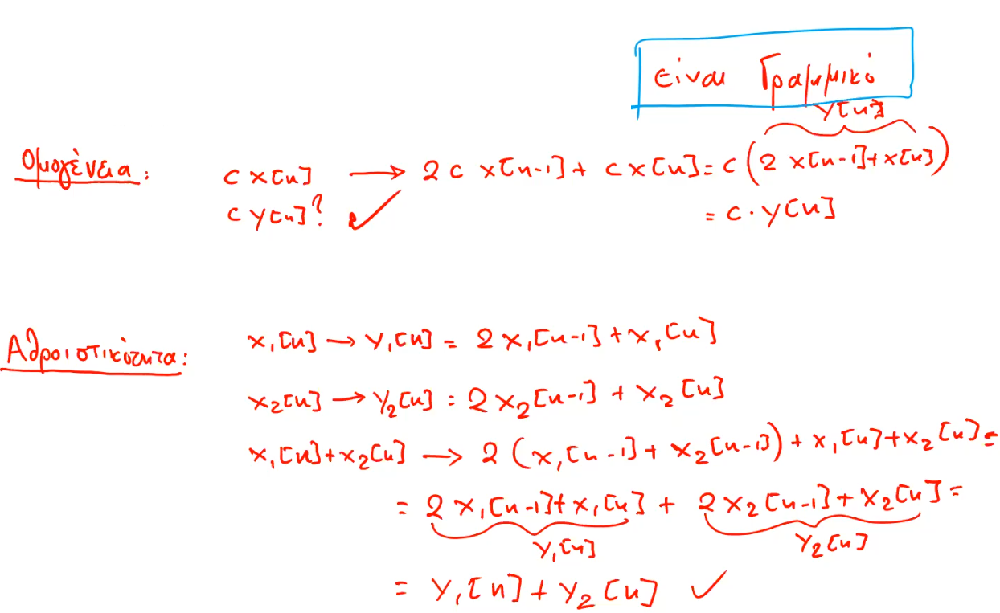 είναι Γραμμικό
y[n]
Ομογένεια: c x[n] → 2 c x[n-1] + c x[n] = c (2 x[n-1] + x[n])
c y[n]? ✓ = c · y[n]
Αθροιστικότητα: x₁[n] → y₁[n] = 2 x₁[n-1] + x₁[n]
x₂[n] → y₂[n] = 2 x₂[n-1] + x₂[n]
x₁[n] + x₂[n] → 2 (x₁[n-1] + x₂[n-1]) + x₁[n] + x₂[n] =
= 2 x₁[n-1] + x₁[n] + 2 x₂[n-1] + x₂[n] =
y₁[n] y₂[n]
= y₁[n] + y₂[n] ✓